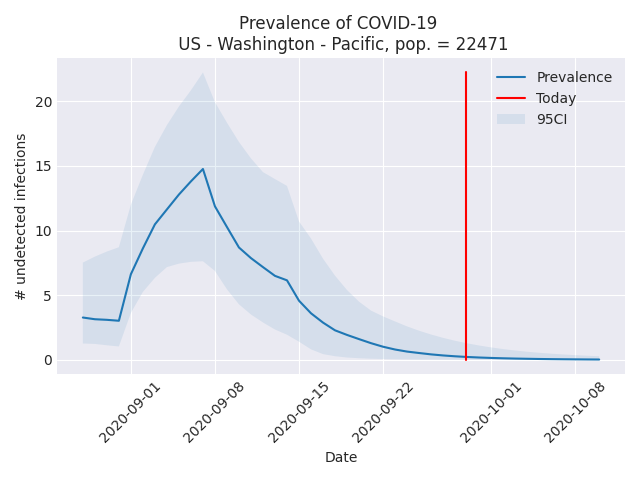 Prevalence of COVID-19
US - Washington - Pacific, pop. = 22471
Prevalence
Today
95CI
# undetected infections
20
15
10
5
0
2020-09-01
2020-09-08
2020-09-15
2020-09-22
2020-10-01
2020-10-08
Date